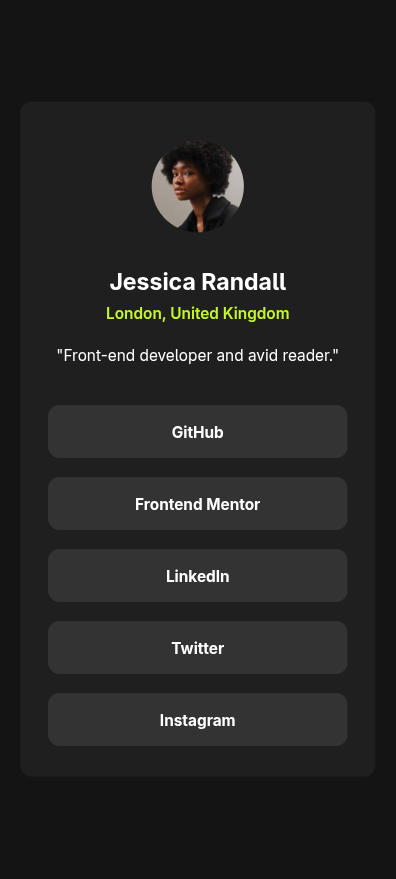 Jessica Randall
London, United Kingdom
"Front-end developer and avid reader."
GitHub
Frontend Mentor
LinkedIn
Twitter
Instagram